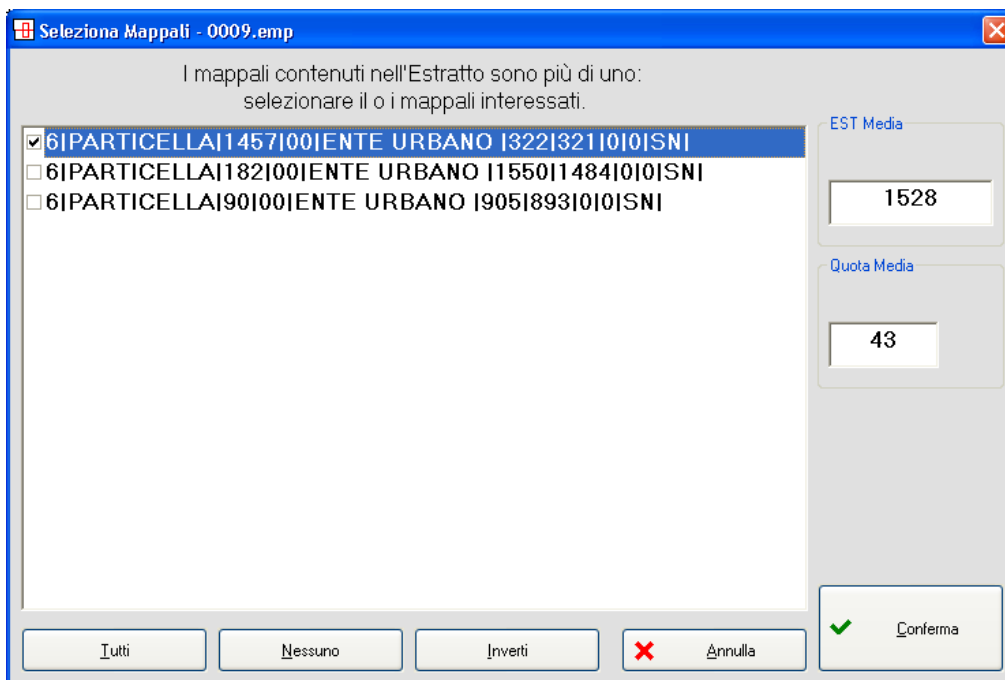 Seleziona Mappali - 0009.emp
I mappali contenuti nell'Estratto sono più di uno:
selezionare il o i mappali interessati.
6|PARTICELLA|1457|00|ENTE URBANO |322|321|0|0|SN|
6|PARTICELLA|182|00|ENTE URBANO |1550|1484|0|0|SN|
6|PARTICELLA|90|00|ENTE URBANO |905|893|0|0|SN|
EST Media
1528
Quota Media
43
Tutti
Nessuno
Inverti
Annulla
Conferma